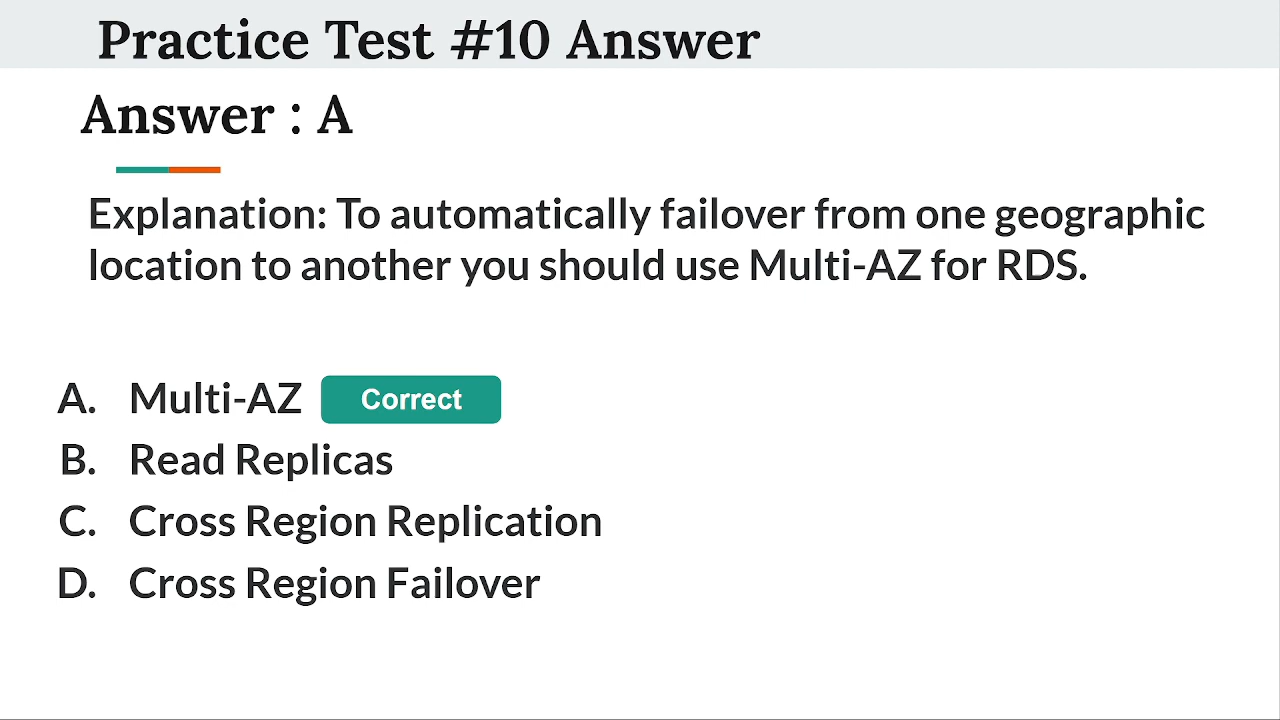 Practice Test #10 Answer
Answer : A
Explanation: To automatically failover from one geographic
location to another you should use Multi-AZ for RDS.
A. Multi-AZ Correct
B. Read Replicas
C. Cross Region Replication
D. Cross Region Failover